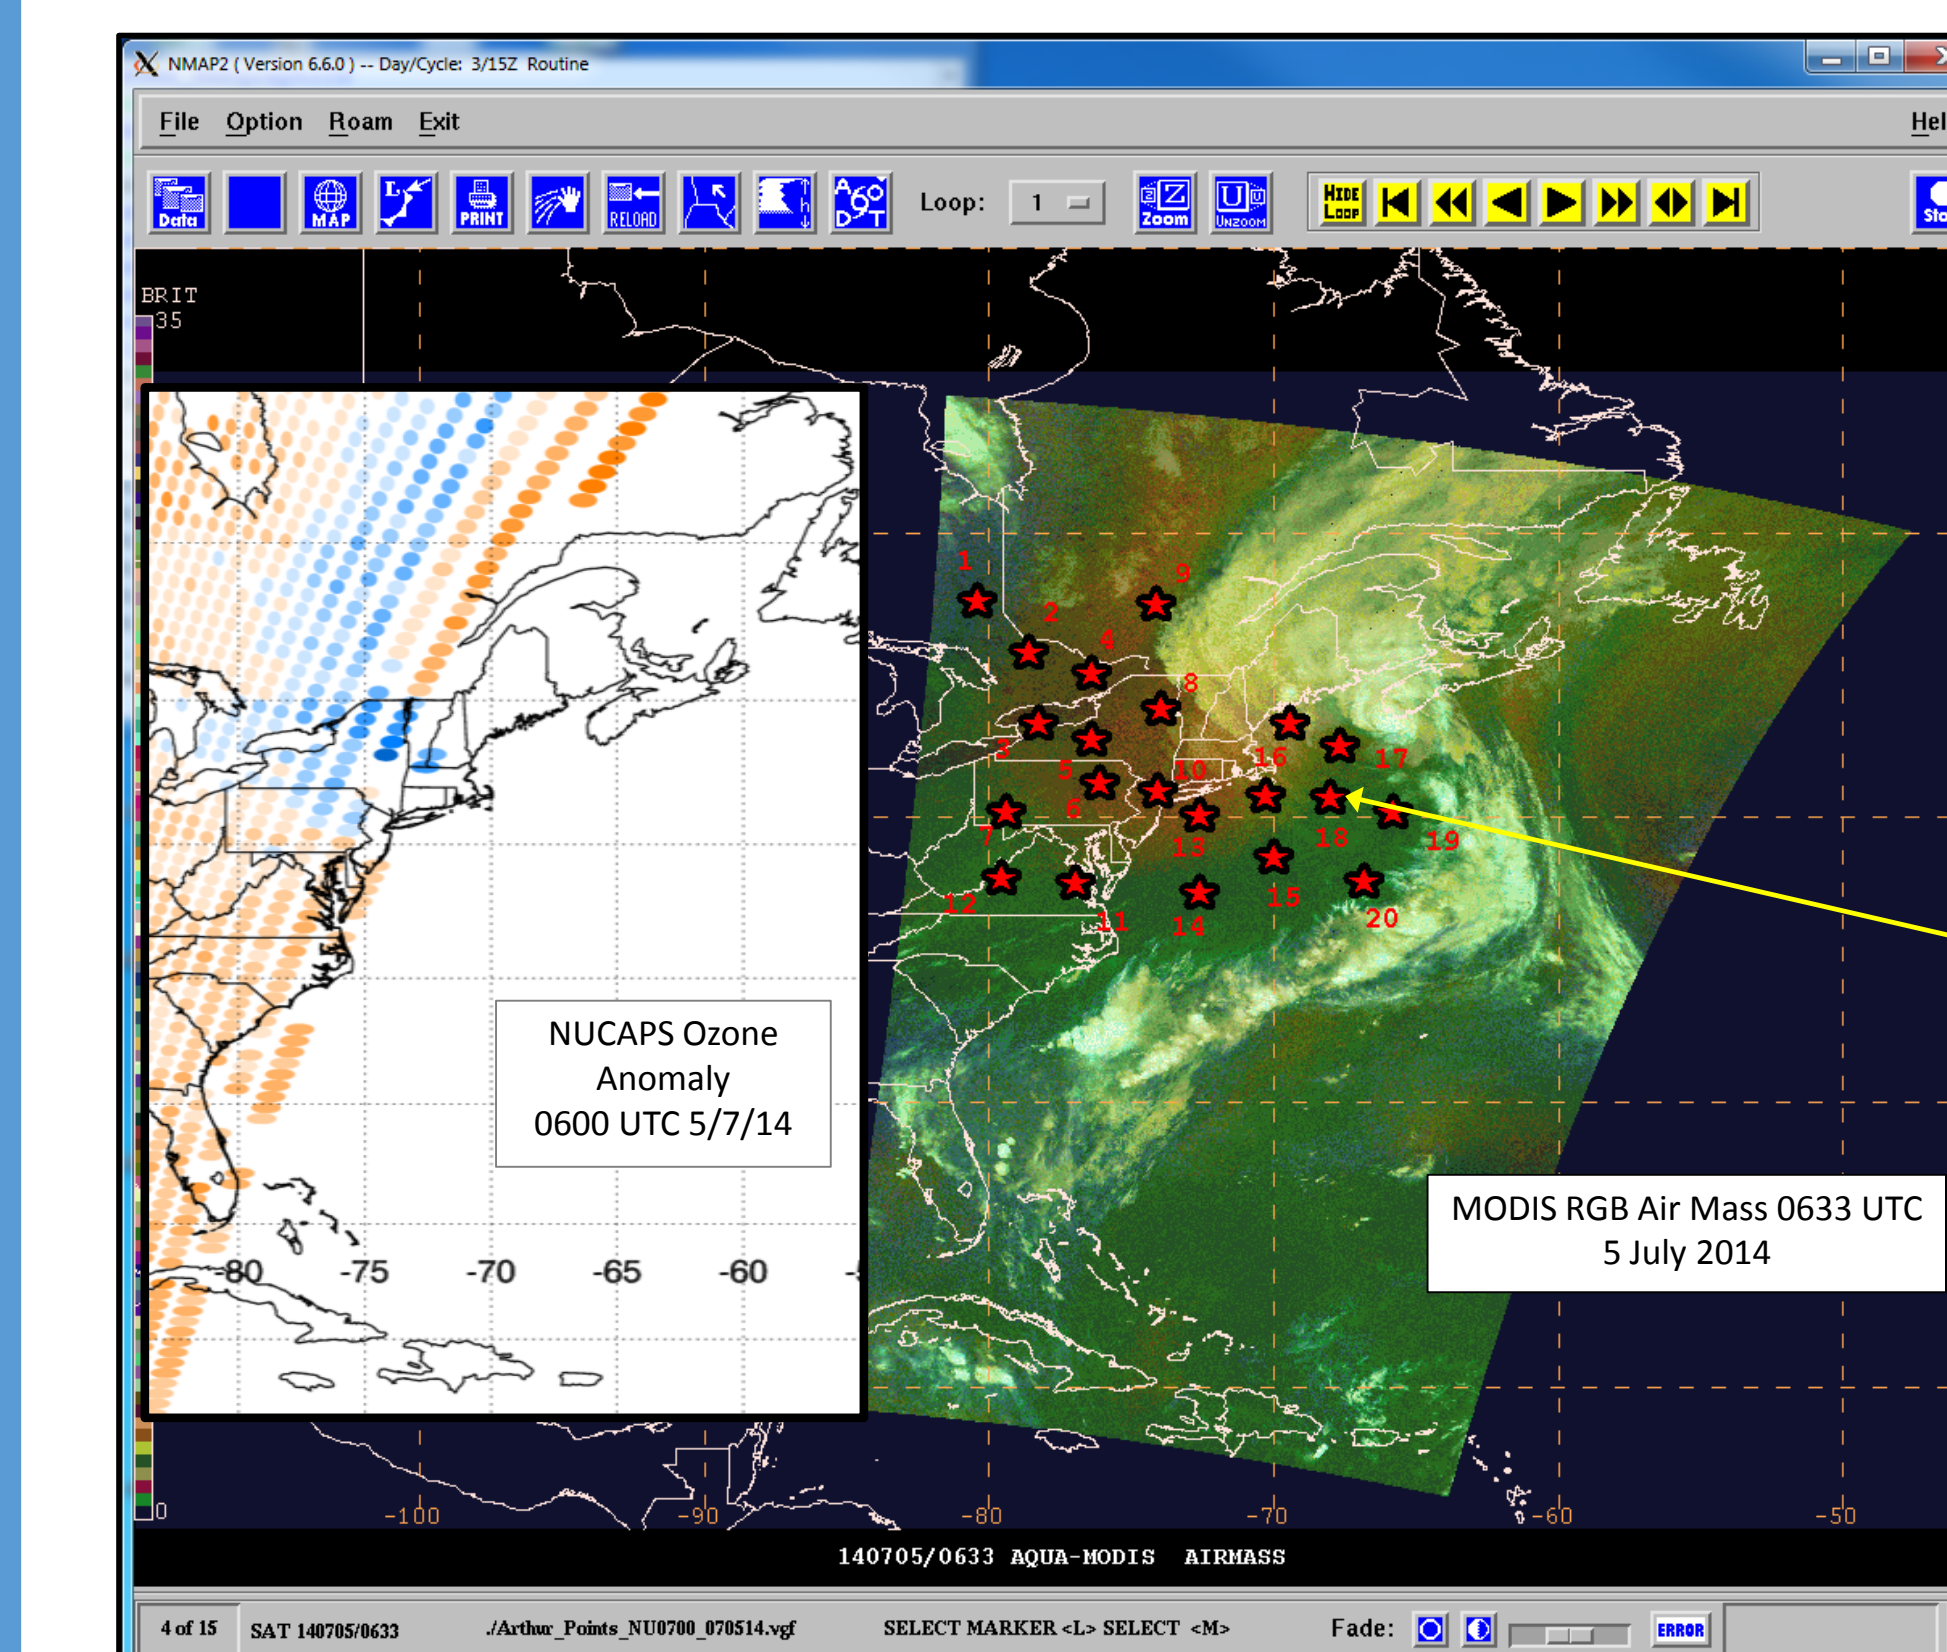 NMAP2 ( Version 6.6.0 ) -- Day/Cycle: 3/15Z Routine
File Option Roam Exit
Data
MAP
L
PRINT
RELOAD
h
Loop: 1
Zoom
UNZOOM
HIDE
LOOP
BRIT
35
NUCAPS Ozone
Anomaly
0600 UTC 5/7/14
-80 -75 -70 -65 -60
1
2
9
4
8
3
5
16
17
10
6
7
13
18
19
12
11
14
15
20
MODIS RGB Air Mass 0633 UTC
5 July 2014
0
-100 -90 -80 -70 -60 -50
140705/0633 AQUA-MODIS AIRMASS
4 of 15 SAT 140705/0633 ./Arthur_Points_NU0700_070514.vgf SELECT MARKER <L> SELECT <M> Fade: ERROR